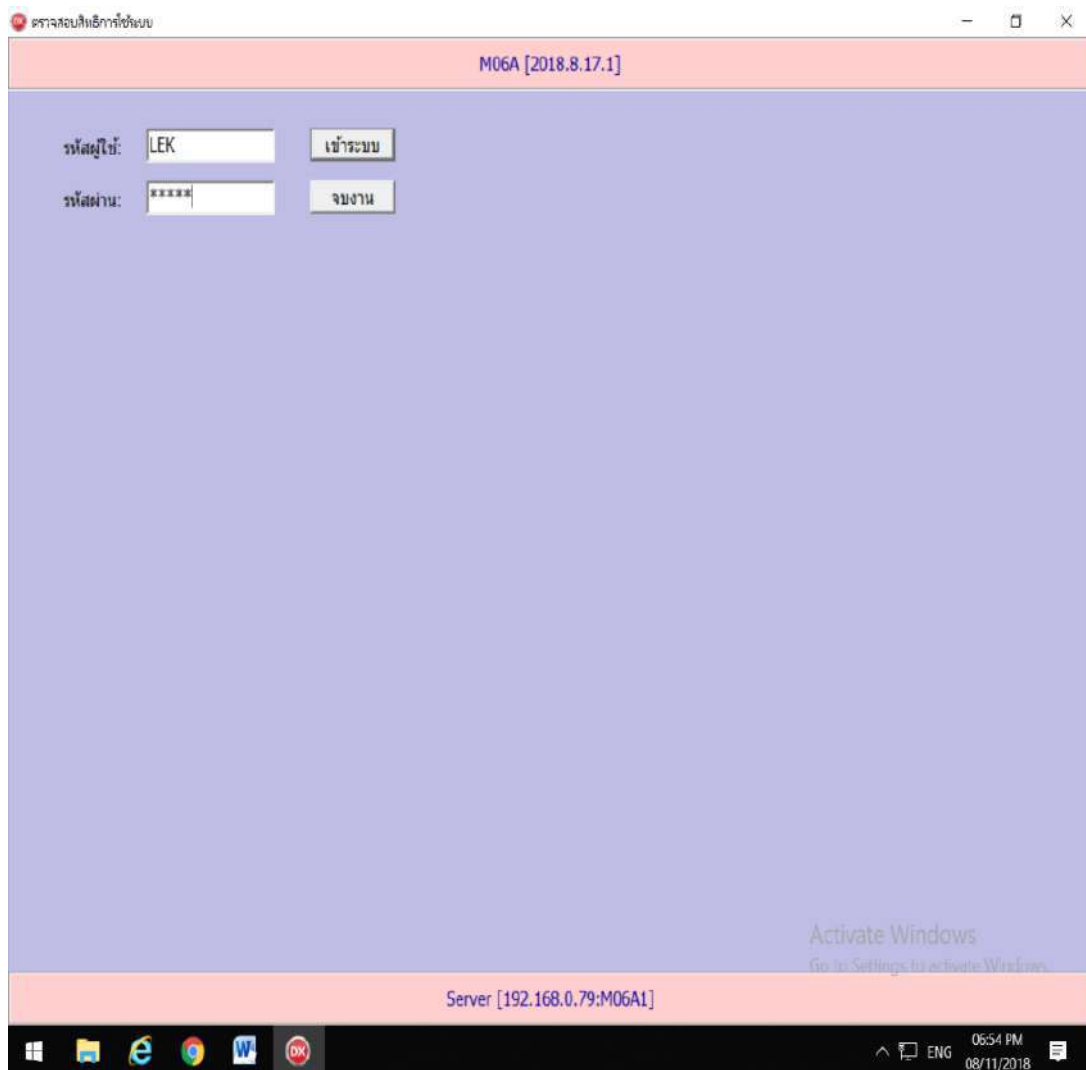 ตรวจสอบสิทธิการใช้ระบบ
M06A [2018.8.17.1]
รหัสผู้ใช้: LEK เข้าระบบ
รหัสผ่าน: ***** จบงาน
Activate Windows
Go to Settings to activate Windows.
Server [192.168.0.79:M06A1]
DX ENG 06:54 PM
08/11/2018